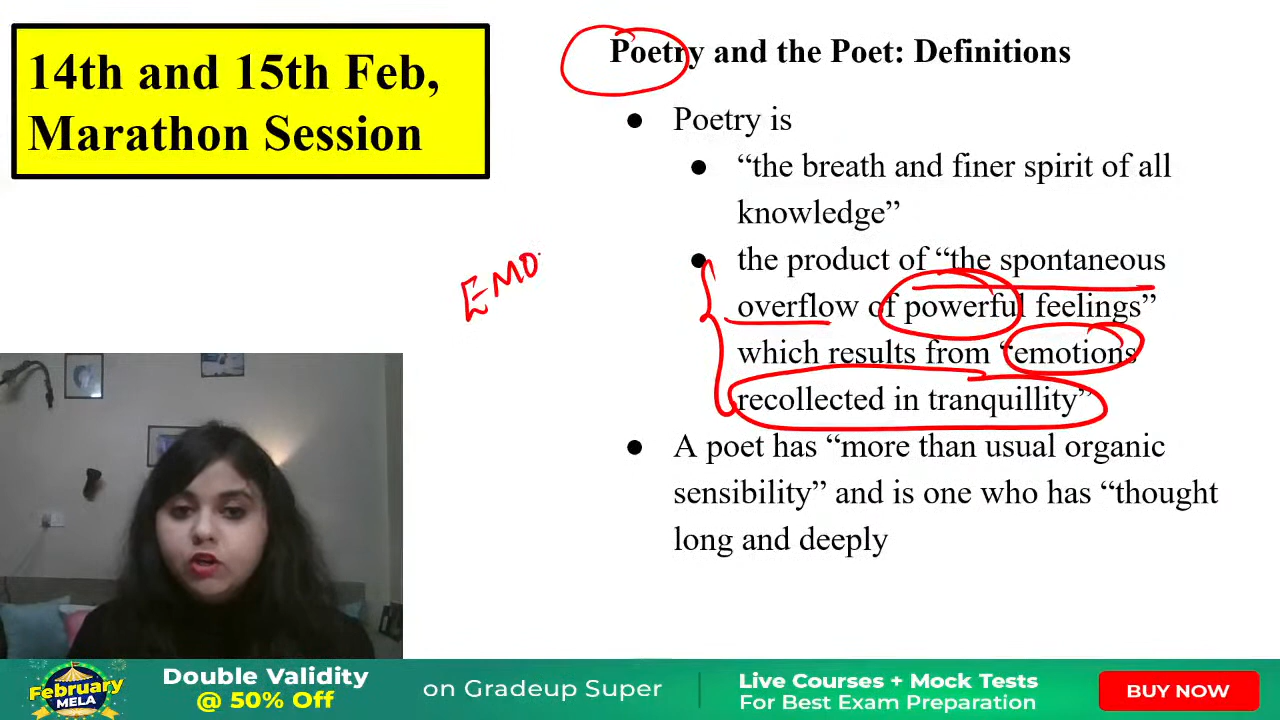 14th and 15th Feb,
Marathon Session
Poetry and the Poet: Definitions
● Poetry is
● “the breath and finer spirit of all
knowledge”
● the product of “the spontaneous
overflow of powerful feelings”
which results from “emotions
recollected in tranquillity”
● A poet has “more than usual organic
sensibility” and is one who has “thought
long and deeply
EMO
February
MELA
Double Validity
@ 50% Off
on Gradeup Super
Live Courses + Mock Tests
For Best Exam Preparation
BUY NOW